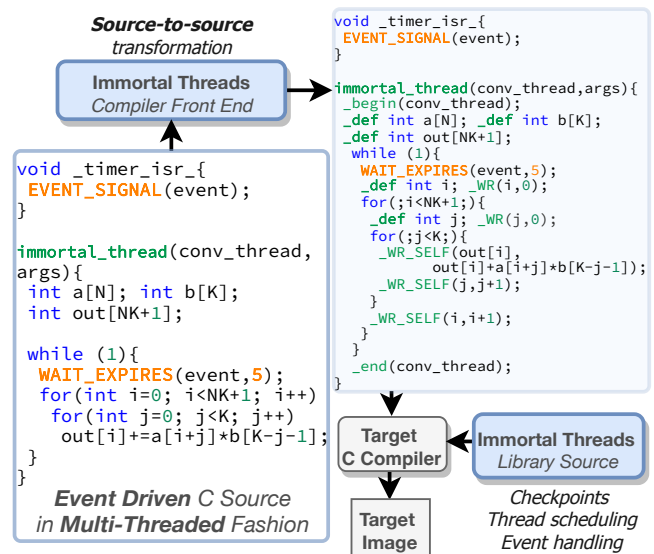 Source-to-source
transformation
Immortal Threads
Compiler Front End
void _timer_isr_{
EVENT_SIGNAL(event);
}
immortal_thread(conv_thread,
args){
int a[N]; int b[K];
int out[NK+1];
while (1){
WAIT_EXPIRES(event,5);
for(int i=0; i<NK+1; i++)
for(int j=0; j<K; j++)
out[i]+=a[i+j]*b[K-j-1];
}
}
Event Driven C Source
in Multi-Threaded Fashion
void _timer_isr_{
EVENT_SIGNAL(event);
}
immortal_thread(conv_thread,args){
_begin(conv_thread);
_def int a[N]; _def int b[K];
_def int out[NK+1];
while (1){
WAIT_EXPIRES(event,5);
_def int i; _WR(i,0);
for(;i<NK+1;){
_def int j; _WR(j,0);
for(;j<K;){
_WR_SELF(out[i],
out[i]+a[i+j]*b[K-j-1]);
_WR_SELF(j,j+1);
}
_WR_SELF(i,i+1);
}
}
_end(conv_thread);
}
Target
C Compiler
Immortal Threads
Library Source
Checkpoints
Thread scheduling
Event handling
Target
Image